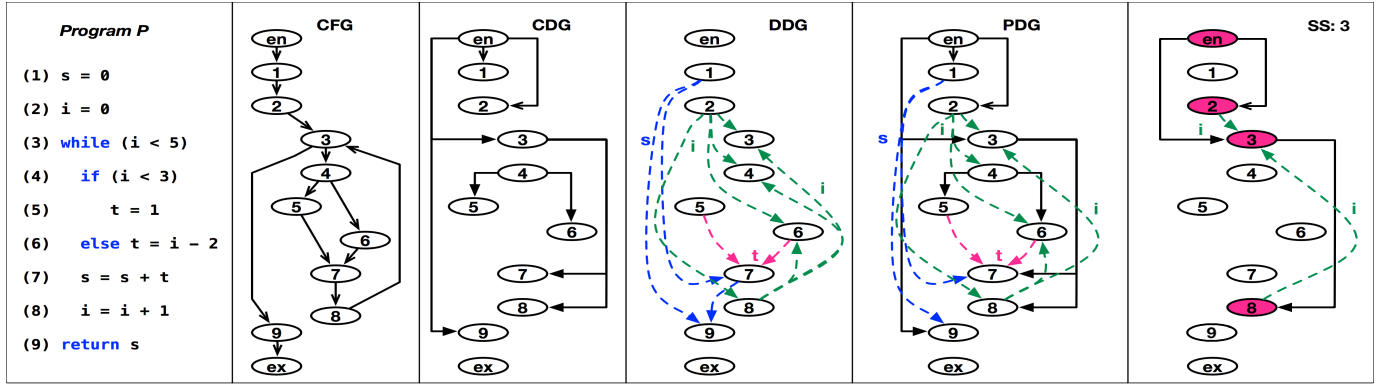 Program P
(1) s = 0
(2) i = 0
(3) while (i < 5)
(4) if (i < 3)
(5) t = 1
(6) else t = i − 2
(7) s = s + t
(8) i = i + 1
(9) return s
CFG
en
1
2
3
4
5
6
7
8
9
ex
CDG
en
1
2
3
4
5
6
7
8
9
ex
DDG
en
1
2
s
i
3
4
i
5
6
t
7
8
9
ex
PDG
en
1
2
s
i
3
4
5
i
6
t
7
8
9
ex
SS: 3
en
1
2
i
3
4
5
i
6
7
8
9
ex